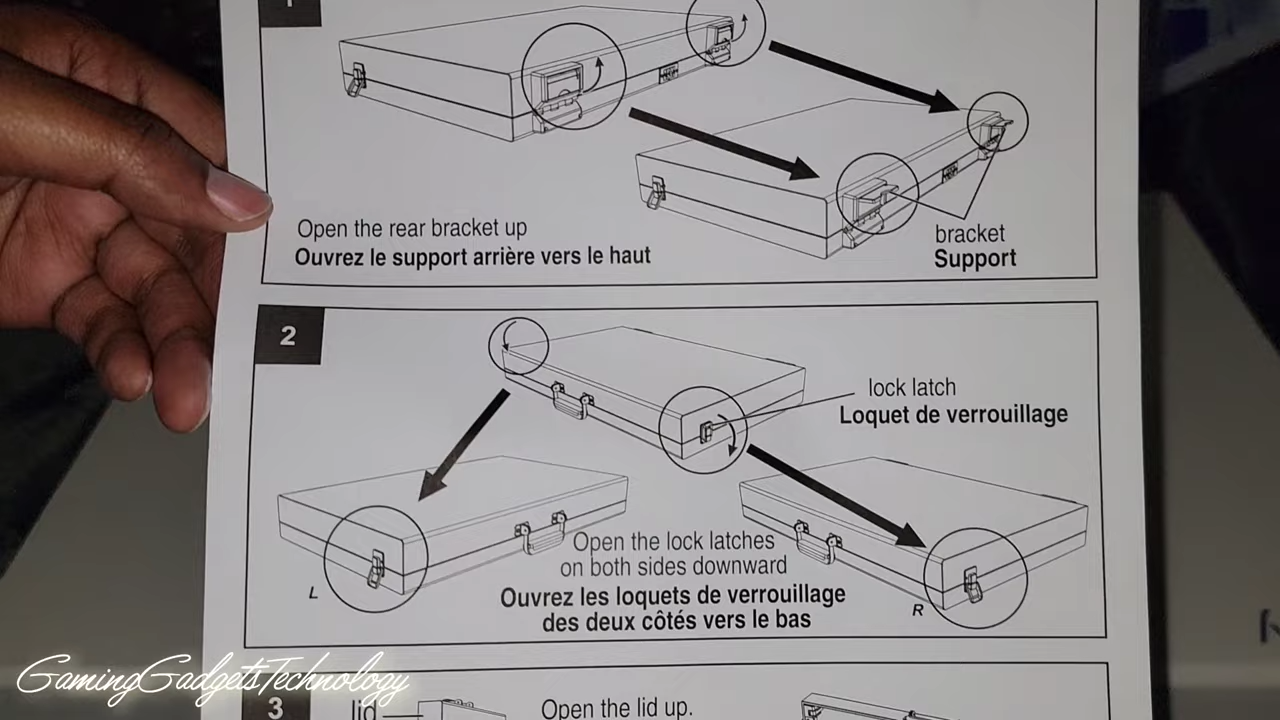 1
Open the rear bracket up
Ouvrez le support arrière vers le haut
bracket
Support
2
lock latch
Loquet de verrouillage
L
Open the lock latches
on both sides downward
Ouvrez les loquets de verrouillage
des deux côtés vers le bas
R
GamingGadgetsTechnology
3
lid
Open the lid up.